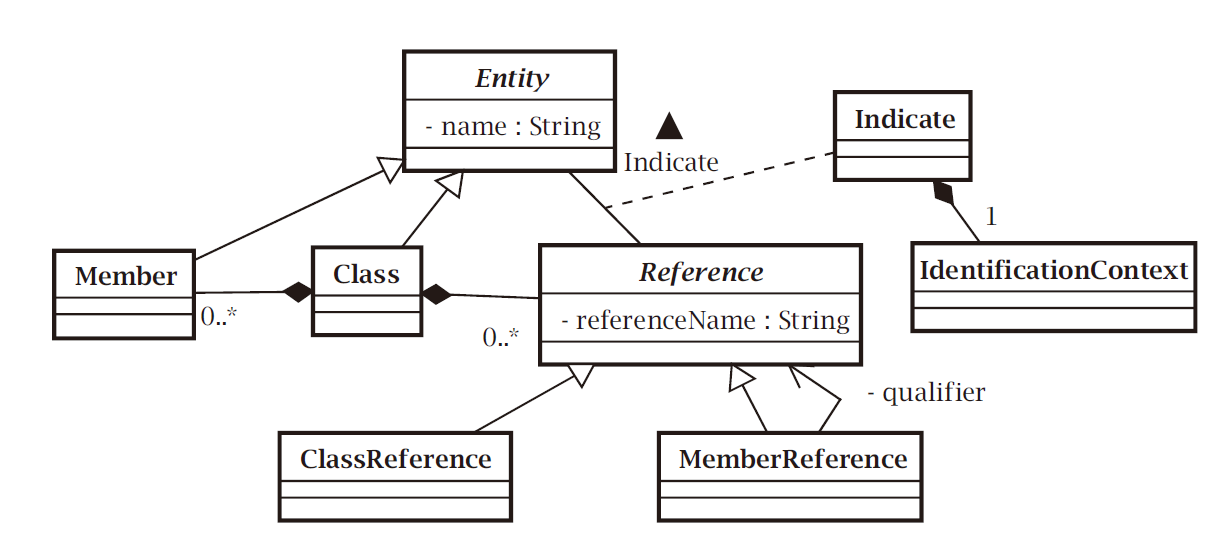 Entity
- name : String
Indicate
Indicate
1
Member
Class
Reference
IdentificationContext
0..*
- referenceName : String
0..*
- qualifier
ClassReference
MemberReference